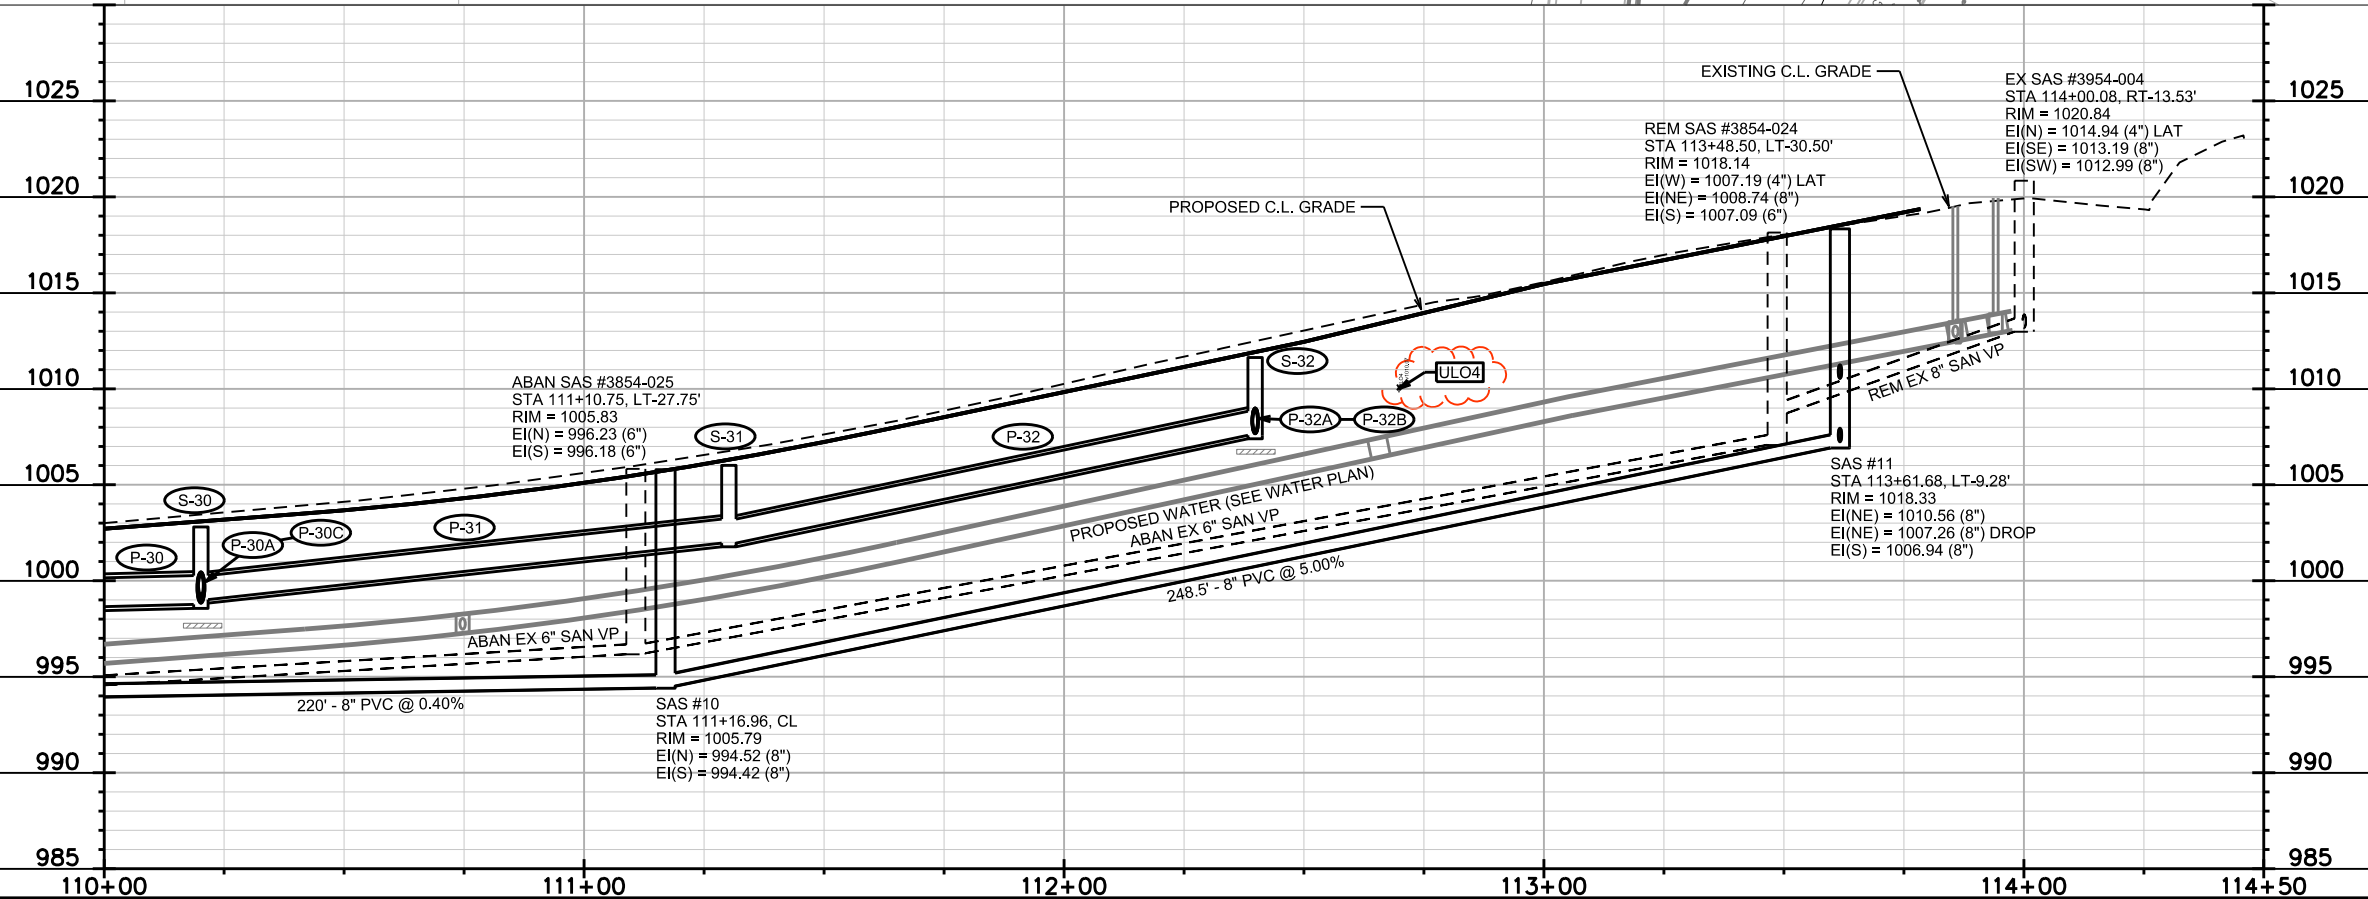 1025
1020
1015
1010
1005
1000
995
990
985
1025
1020
1015
1010
1005
1000
995
990
985
110+00
111+00
112+00
113+00
114+00
114+50
EXISTING C.L. GRADE
EX SAS #3954-004
STA 114+00.08, RT-13.53'
RIM = 1020.84
EI(N) = 1014.94 (4") LAT
EI(SE) = 1013.19 (8")
EI(SW) = 1012.99 (8")
REM SAS #3854-024
STA 113+48.50, LT-30.50'
RIM = 1018.14
EI(W) = 1007.19 (4") LAT
EI(NE) = 1008.74 (8")
EI(S) = 1007.09 (6")
PROPOSED C.L. GRADE
S-32
ULO4
ABAN SAS #3854-025
STA 111+10.75, LT-27.75'
RIM = 1005.83
EI(N) = 996.23 (6")
EI(S) = 996.18 (6")
S-31
P-32
P-32A
P-32B
REM EX 8" SAN VP
S-30
P-30
P-30A
P-30C
P-31
PROPOSED WATER (SEE WATER PLAN)
ABAN EX 6" SAN VP
248.5' - 8" PVC @ 5.00%
SAS #11
STA 113+61.68, LT-9.28'
RIM = 1018.33
EI(NE) = 1010.56 (8")
EI(NE) = 1007.26 (8") DROP
EI(S) = 1006.94 (8")
ABAN EX 6" SAN VP
220' - 8" PVC @ 0.40%
SAS #10
STA 111+16.96, CL
RIM = 1005.79
EI(N) = 994.52 (8")
EI(S) = 994.42 (8")